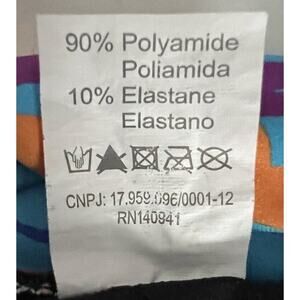 90% Polyamide
Poliamida
10% Elastane
Elastano
CNPJ: 17.959.096/0001-12
RN140941